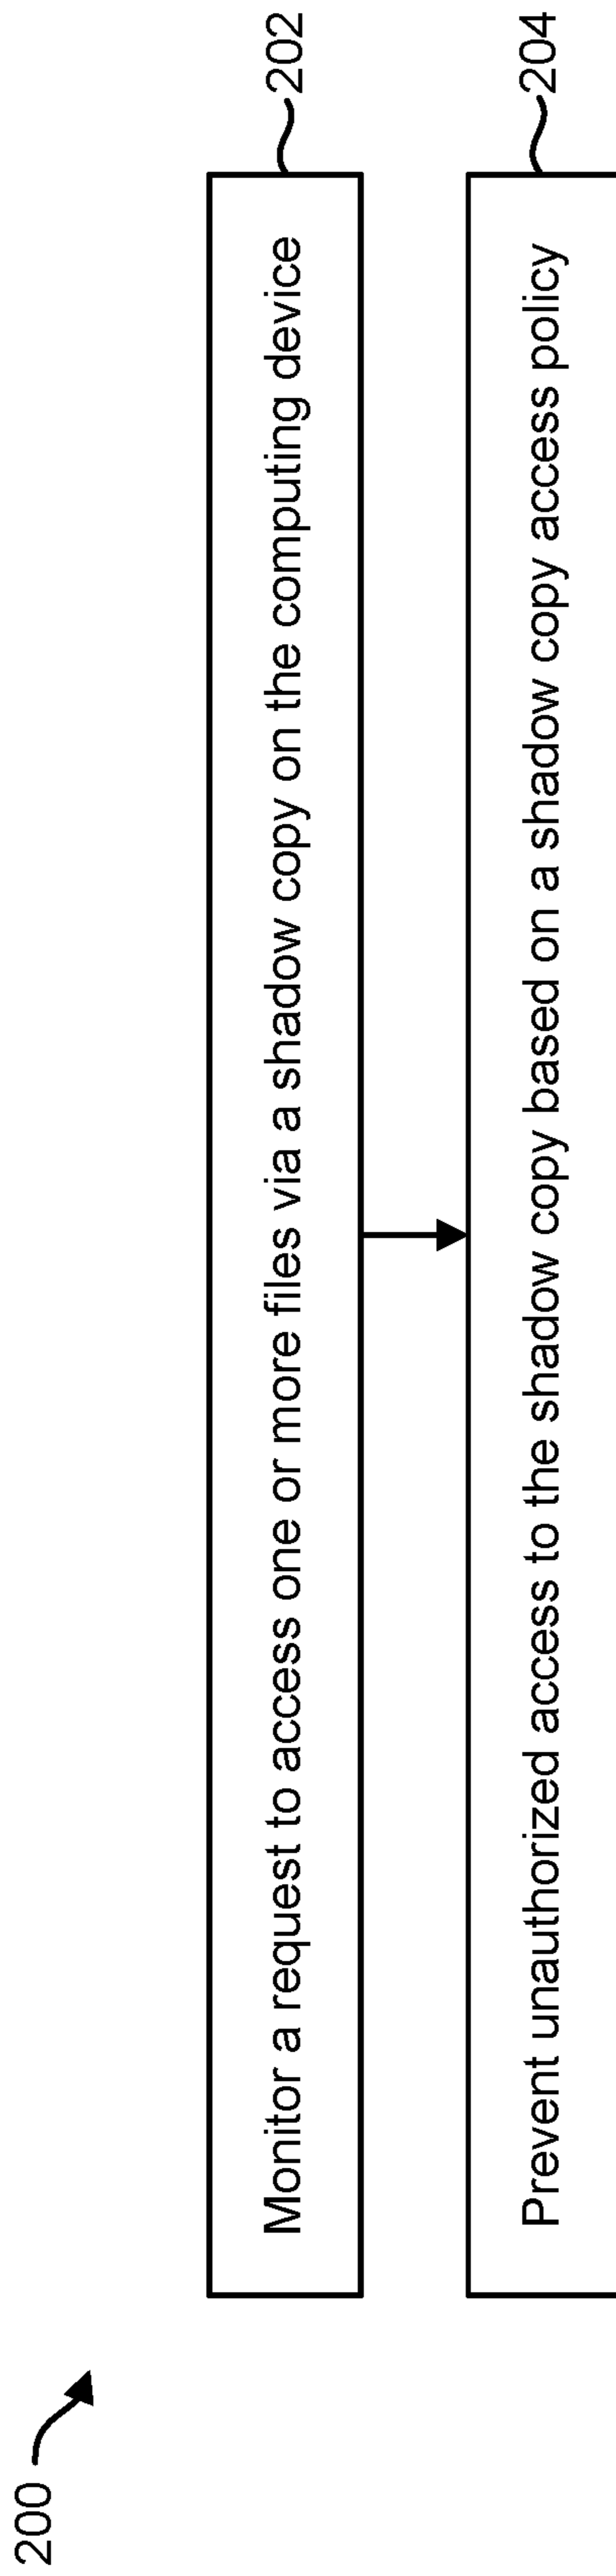 200
Monitor a request to access one or more files via a shadow copy on the computing device
202
Prevent unauthorized access to the shadow copy based on a shadow copy access policy
204